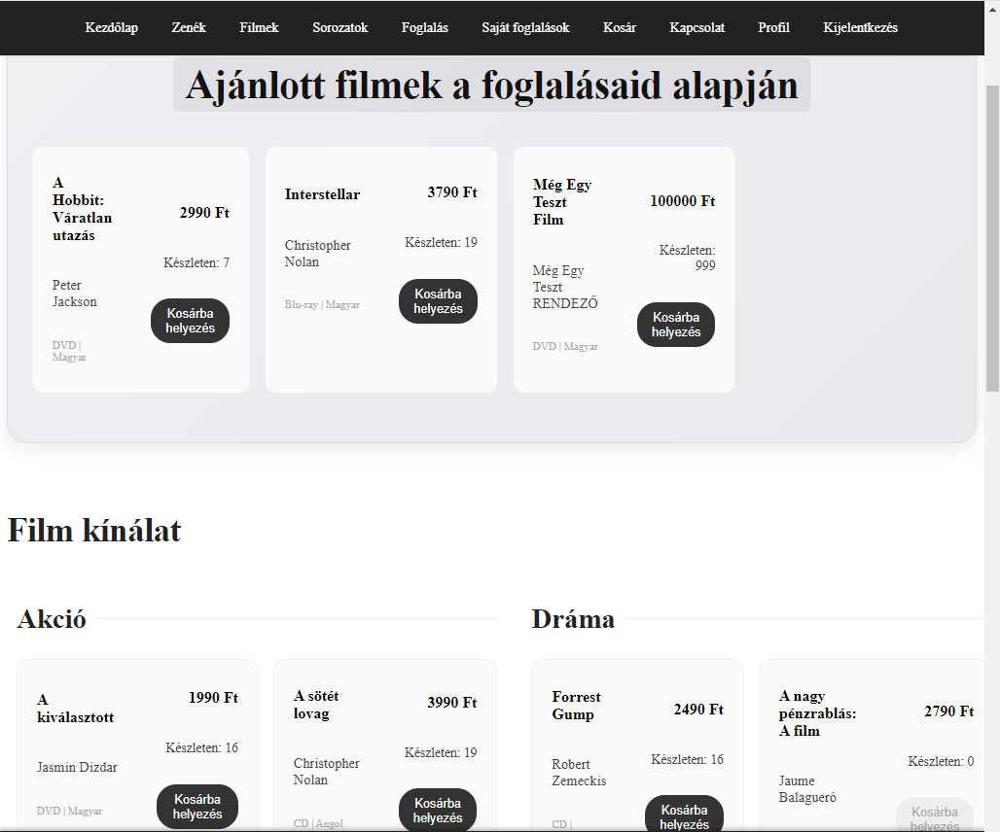 Kezdőlap Zenék Filmek Sorozatok Foglalás Saját foglalások Kosár Kapcsolat Profil Kijelentkezés
Ajánlott filmek a foglalásaid alapján
A
Hobbit:
Váratlan
utazás
2990 Ft
Készleten: 7
Peter
Jackson
Kosárba
helyezés
DVD |
Magyar
Interstellar
3790 Ft
Christopher
Nolan
Készleten: 19
Blu-ray | Magyar
Kosárba
helyezés
Még Egy
Teszt
Film
100000 Ft
Készleten:
999
Még Egy
Teszt
RENDEZŐ
Kosárba
helyezés
DVD | Magyar
Film kínálat
Akció
A
kiválasztott
1990 Ft
Készleten: 16
Jasmin Dizdar
Kosárba
helyezés
DVD | Magyar
A sötét
lovag
3990 Ft
Készleten: 19
Christopher
Nolan
Kosárba
helyezés
CD | Angol
Dráma
Forrest
Gump
2490 Ft
Készleten: 16
Robert
Zemeckis
Kosárba
helyezés
CD |
A nagy
pénzrablás:
A film
2790 Ft
Készleten: 0
Jaume
Balagueró
Kosárba
helyezés